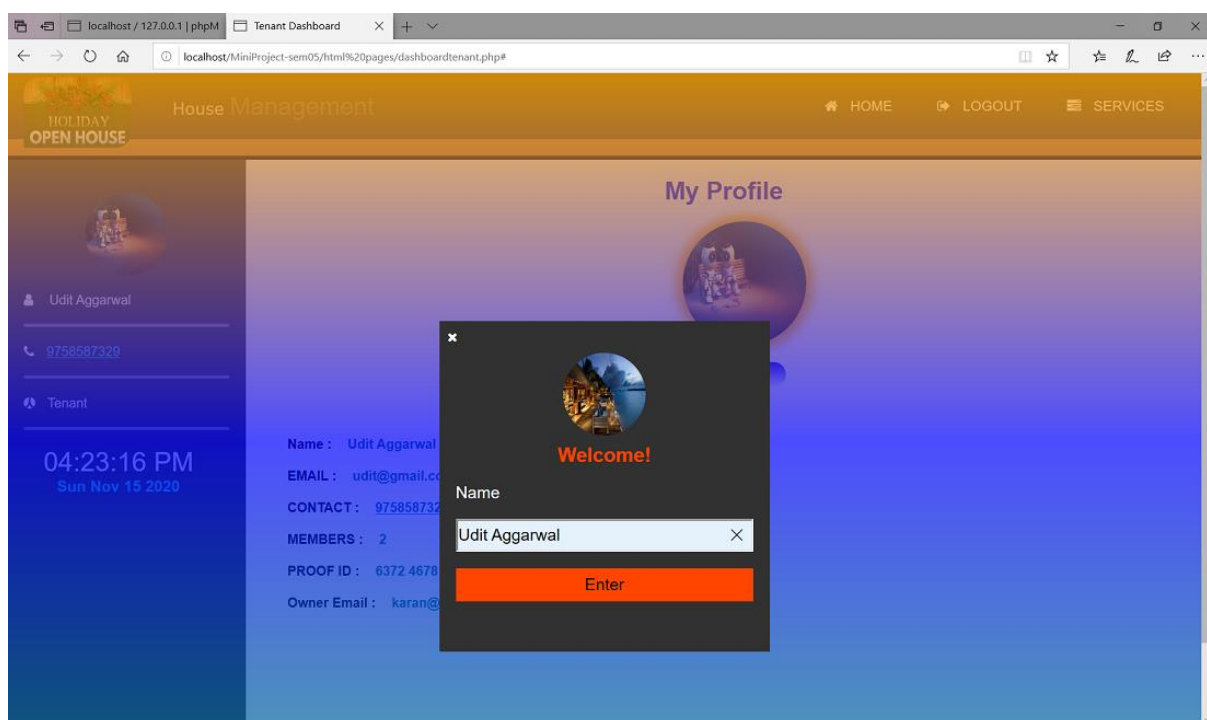 localhost / 127.0.0.1 | phpM
Tenant Dashboard
localhost/MiniProject-sem05/html%20pages/dashboardtenant.php#
HOLIDAY
OPEN HOUSE
House Management
HOME
LOGOUT
SERVICES
My Profile
Udit Aggarwal
9758587329
Tenant
04:23:16 PM
Sun Nov 15 2020
Name : Udit Aggarwal
EMAIL : udit@gmail.co
CONTACT : 975858732
MEMBERS : 2
PROOF ID : 6372 4678
Owner Email : karan@
Welcome!
Name
Udit Aggarwal
Enter